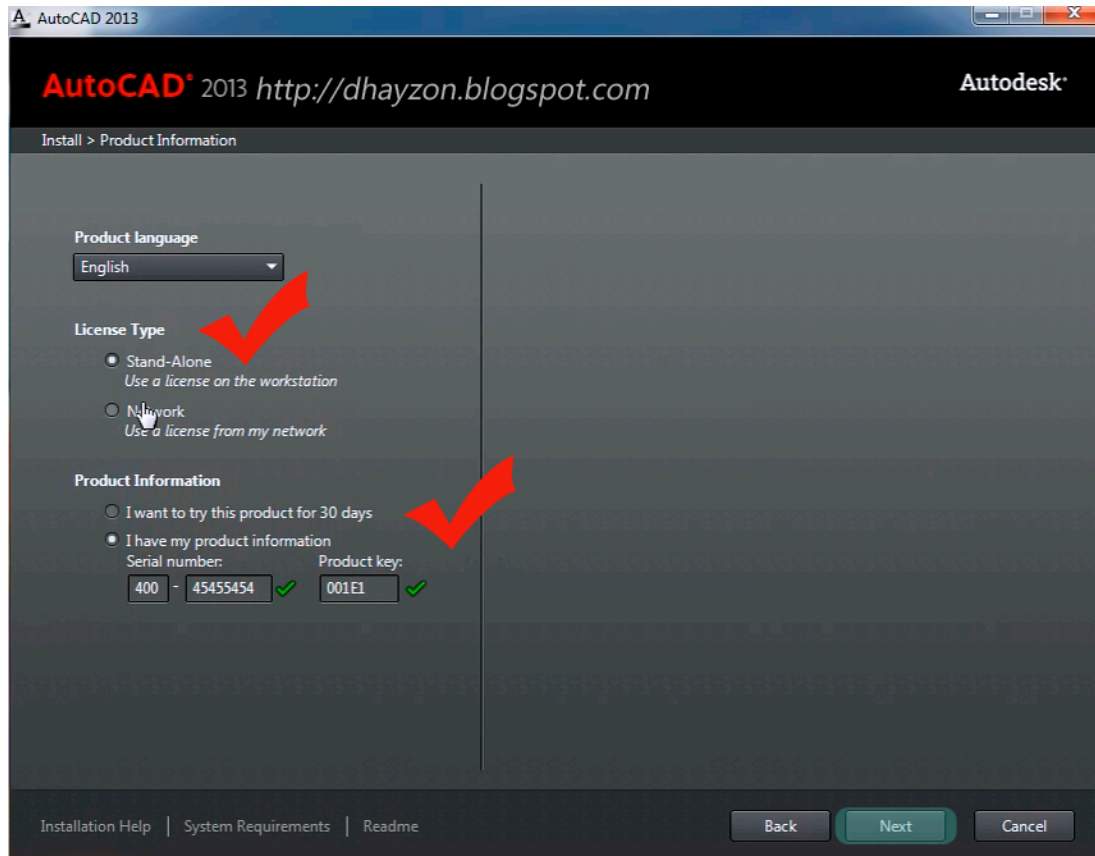 AutoCAD 2013
AutoCAD® 2013 http://dhayzon.blogspot.com
Autodesk®
Install > Product Information
Product language
English
License Type
Stand-Alone
Use a license on the workstation
Network
Use a license from my network
Product Information
I want to try this product for 30 days
I have my product information
Serial number: Product key:
400 - 45455454 001E1
Installation Help | System Requirements | Readme
Back Next Cancel